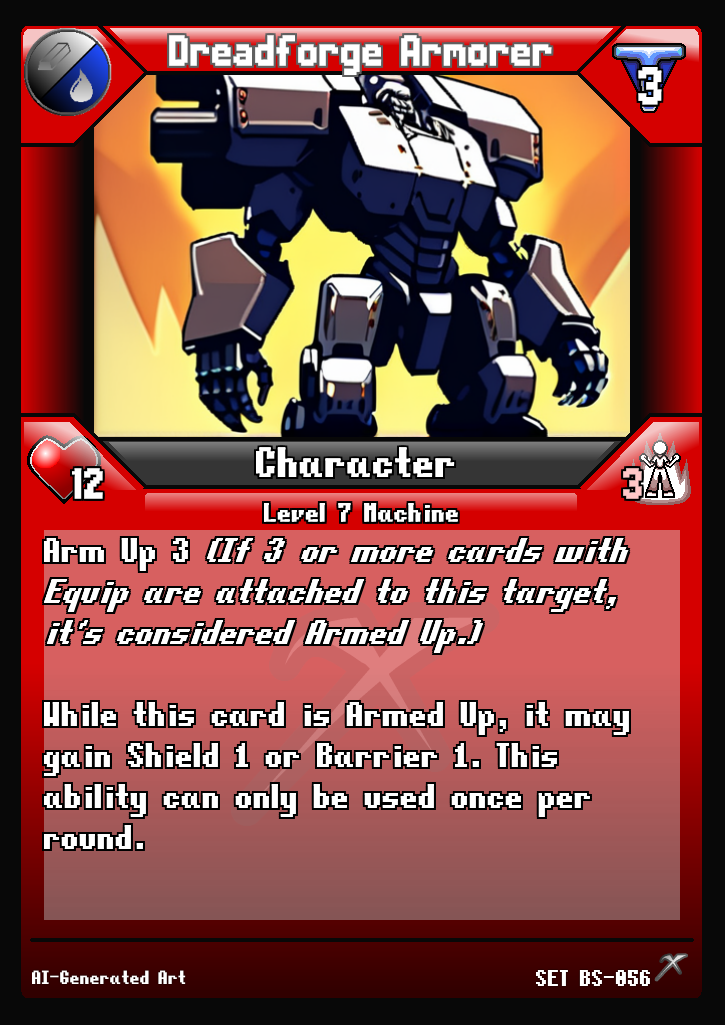 Dreadforge Armorer
3
Character
12
3
Level 7 Machine
Arm Up 3 (If 3 or more cards with
Equip are attached to this target,
it's considered Armed Up.)
While this card is Armed Up, it may
gain Shield 1 or Barrier 1. This
ability can only be used once per
round.
AI-Generated Art
SET BS-056